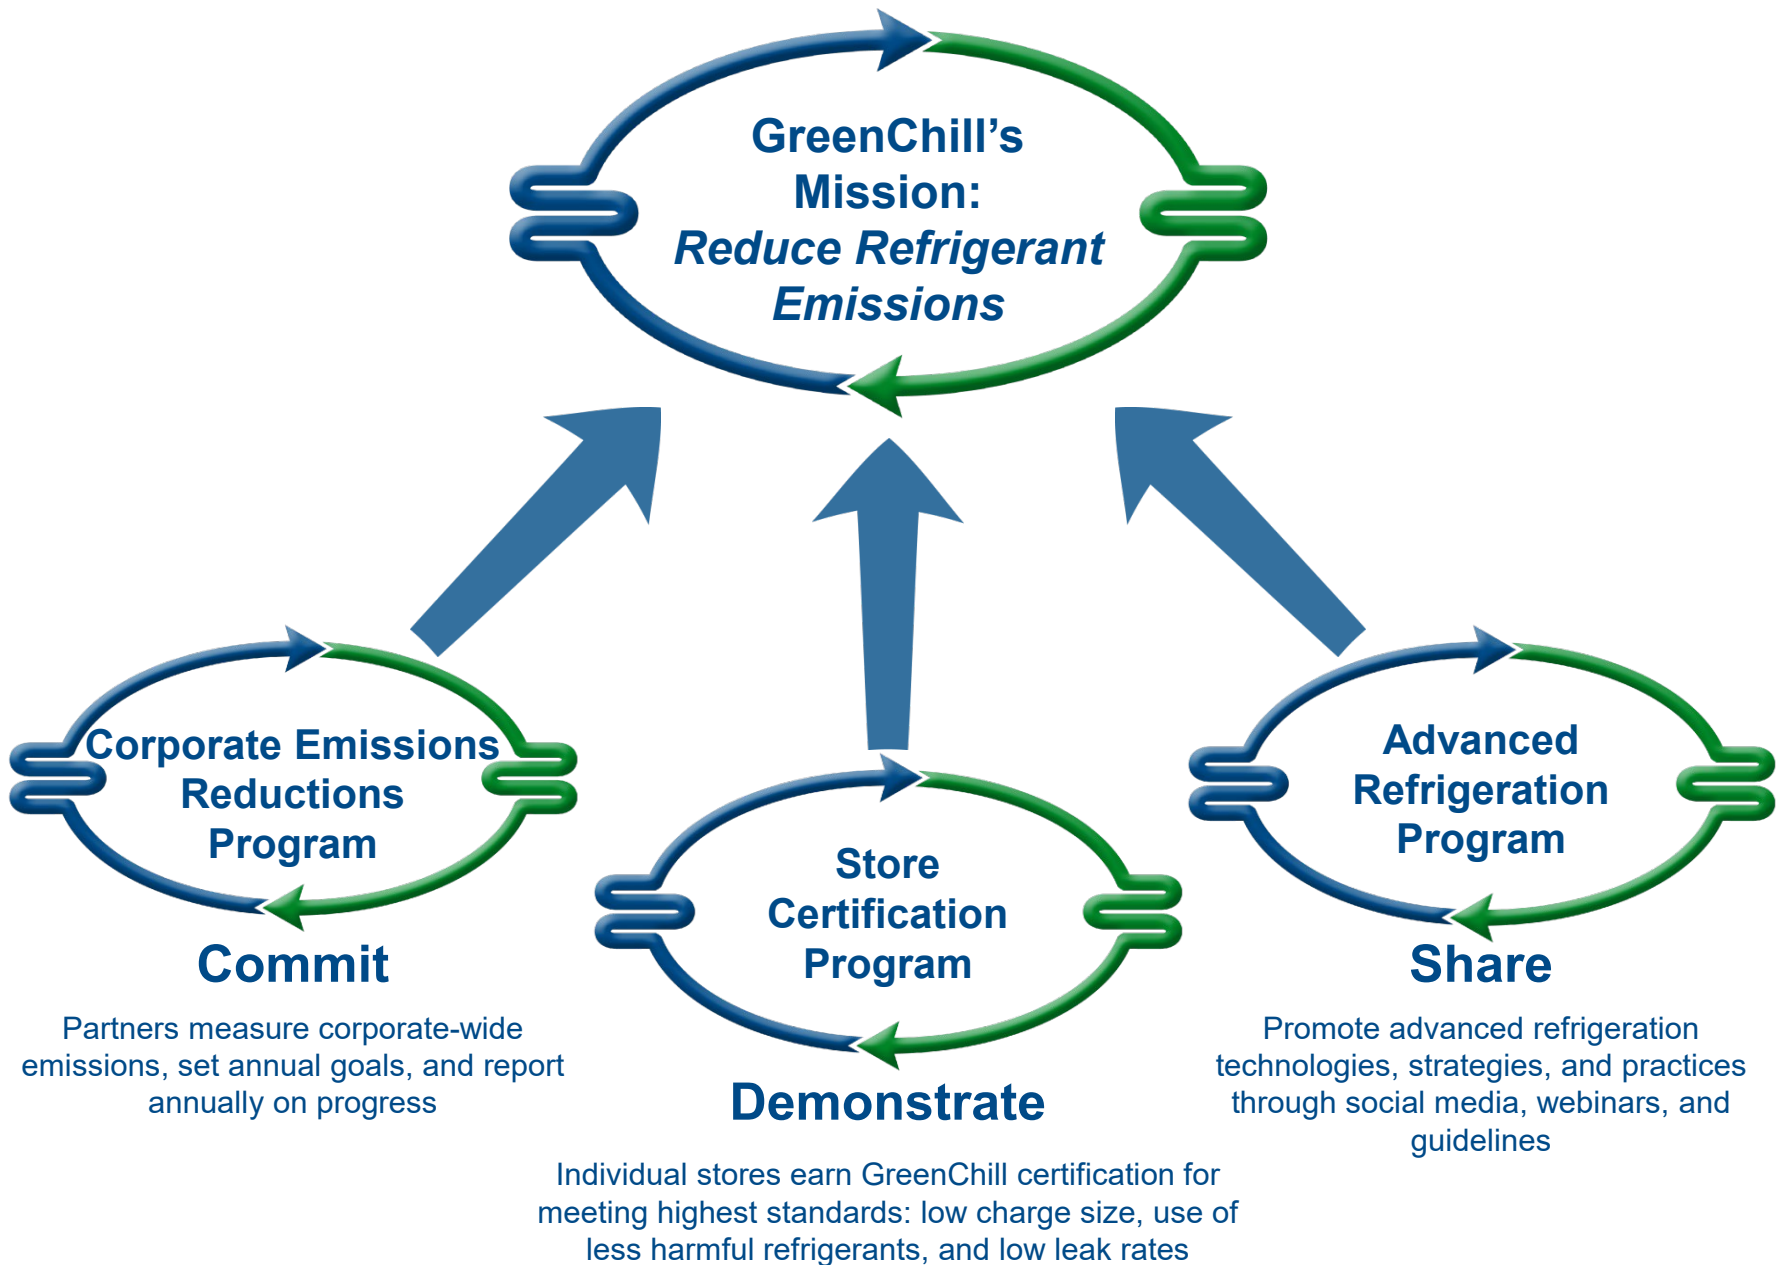 GreenChill’s
Mission:
Reduce Refrigerant
Emissions
Corporate Emissions
Reductions
Program
Commit
Partners measure corporate-wide
emissions, set annual goals, and report
annually on progress
Store
Certification
Program
Demonstrate
Individual stores earn GreenChill certification for
meeting highest standards: low charge size, use of
less harmful refrigerants, and low leak rates
Advanced
Refrigeration
Program
Share
Promote advanced refrigeration
technologies, strategies, and practices
through social media, webinars, and
guidelines